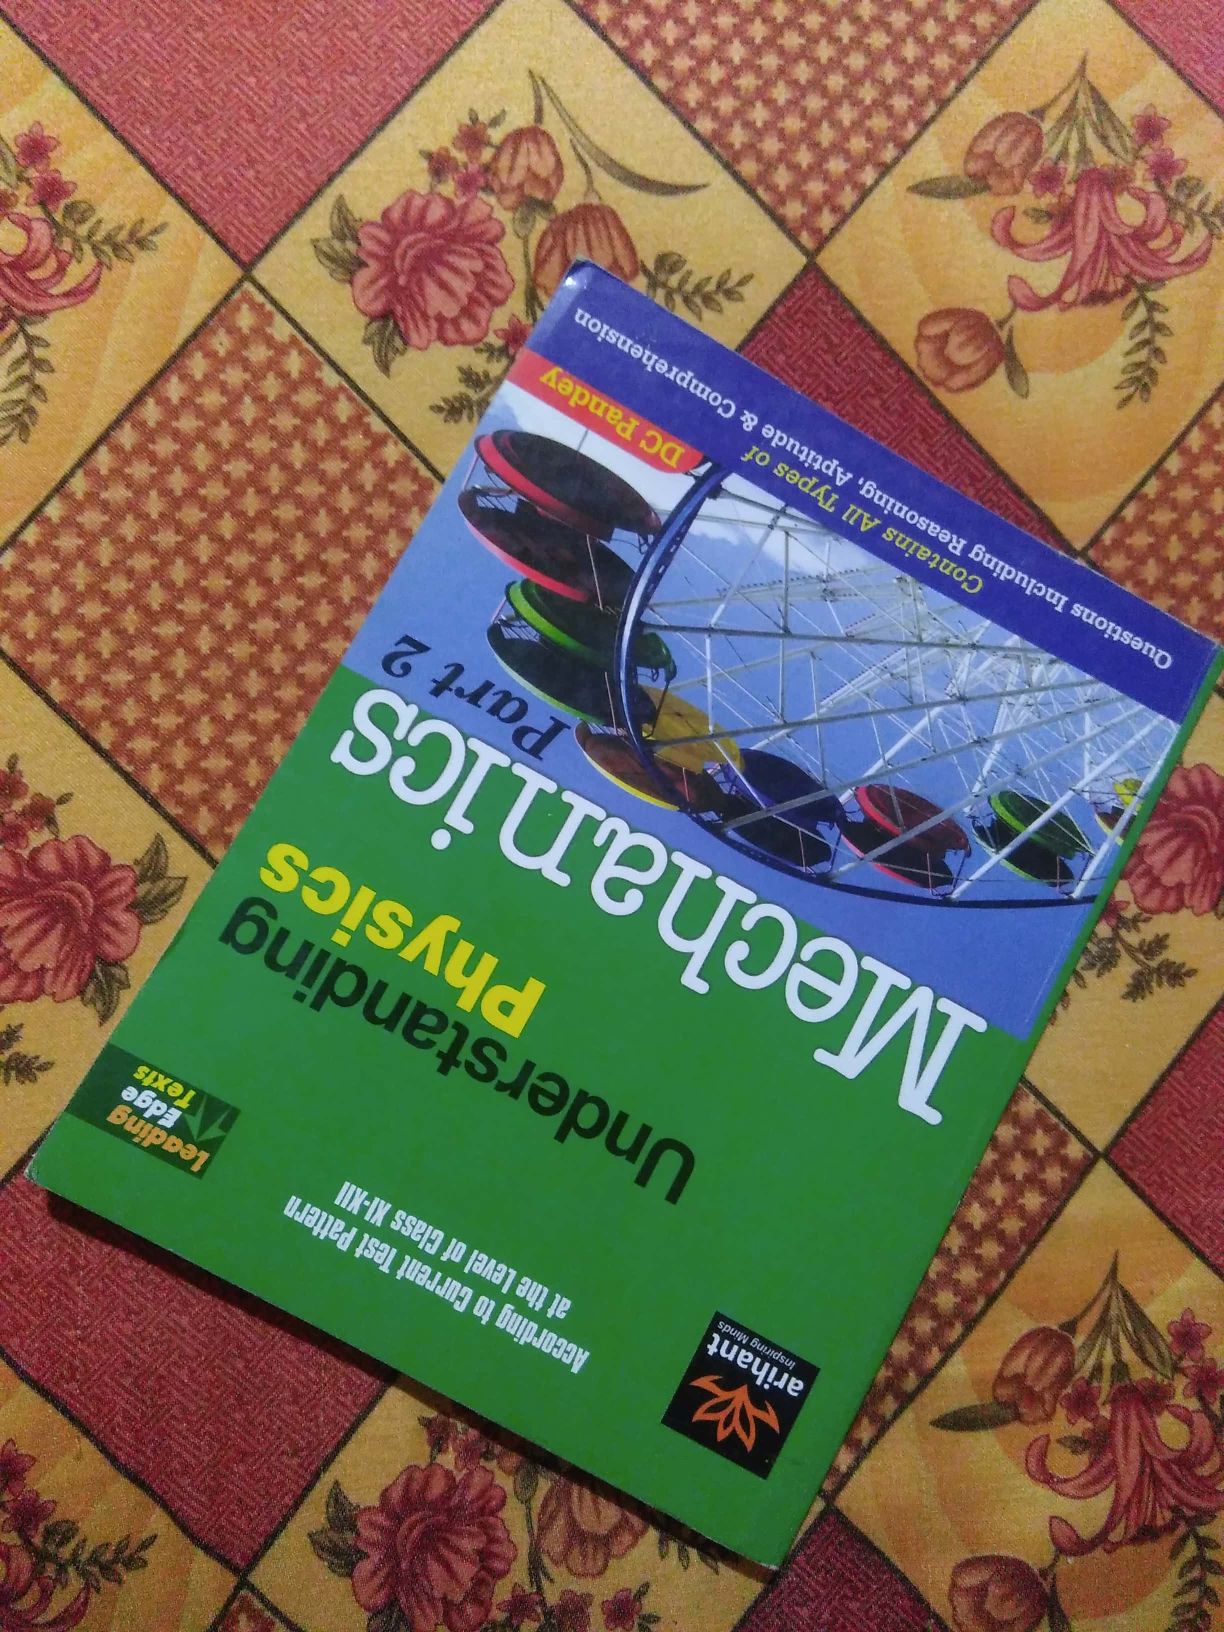 arihant
Inspiring Minds
According to Current Test Pattern
at the Level of Class XI-XII
Leading
Edge
Texts
Understanding
Physics
Mechanics
Part 2
DC Pandey
Contains All Types of
Questions Including Reasoning, Aptitude & Comprehension